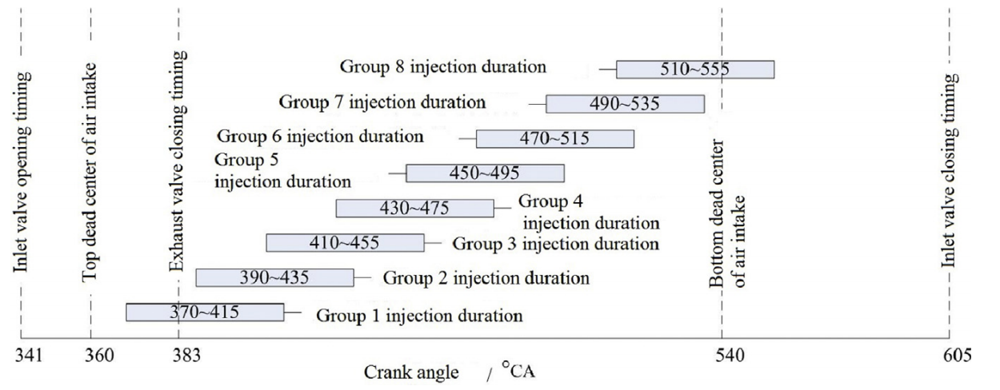 Inlet valve opening timing
Top dead center of air intake
Exhaust valve closing timing
Group 8 injection duration
510~555
Group 7 injection duration
490~535
Group 6 injection duration
470~515
Group 5
injection duration
450~495
430~475
Group 4
injection duration
410~455
Group 3 injection duration
390~435
Group 2 injection duration
370~415
Group 1 injection duration
Bottom dead center
of air intake
Inlet valve closing timing
341
360
383
540
605
Crank angle / °CA